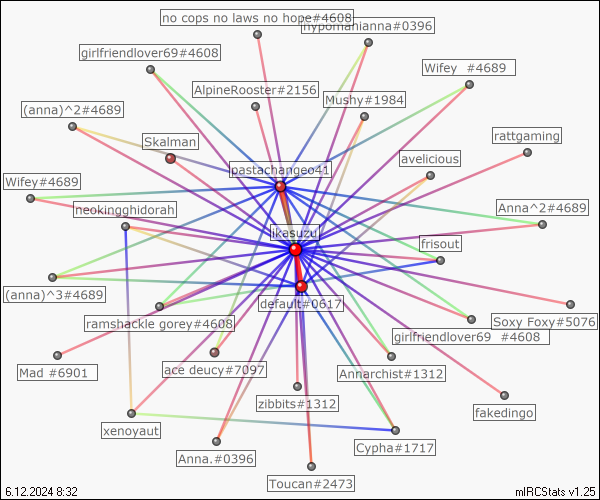 no cops no laws no hope#4608
hypomanianna#0396
girlfriendlover69#4608
Wifey  #4689
AlpineRooster#2156
Mushy#1984
(anna)^2#4689
Skalman
rattgaming
avelicious
pastachangeo41
Wifey#4689
neokingghidorah
Anna^2#4689
ikasuzu
frisout
(anna)^3#4689
default#0617
ramshackle gorey#4608
Soxy Foxy#5076
girlfriendlover69  #4608
Mad #6901
ace deucy#7097
Annarchist#1312
zibbits#1312
fakedingo
xenoyaut
Cypha#1717
Anna.#0396
Toucan#2473
6.12.2024 8:32
mIRCStats v1.25